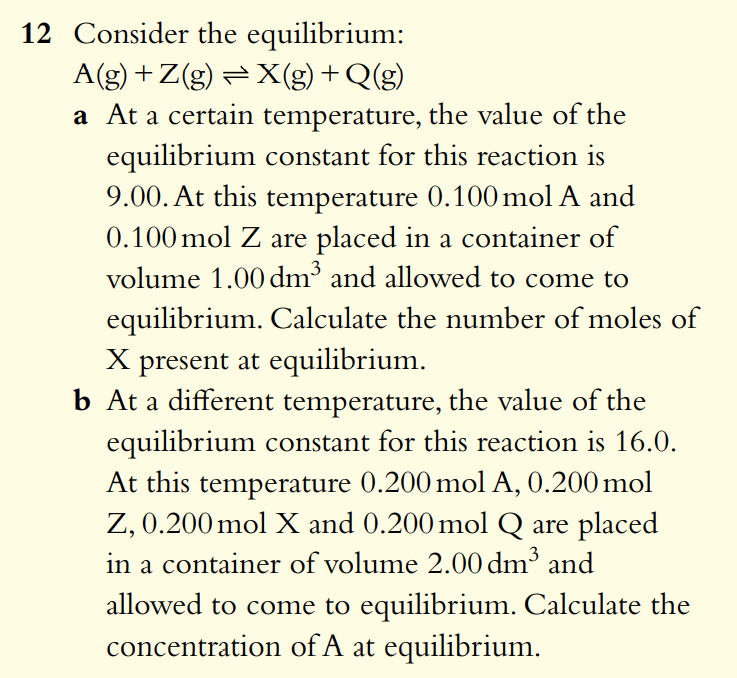 12 Consider the equilibrium:
A(g) + Z(g) ⇌ X(g) + Q(g)
a At a certain temperature, the value of the
equilibrium constant for this reaction is
9.00. At this temperature 0.100 mol A and
0.100 mol Z are placed in a container of
volume 1.00 dm³ and allowed to come to
equilibrium. Calculate the number of moles of
X present at equilibrium.
b At a different temperature, the value of the
equilibrium constant for this reaction is 16.0.
At this temperature 0.200 mol A, 0.200 mol
Z, 0.200 mol X and 0.200 mol Q are placed
in a container of volume 2.00 dm³ and
allowed to come to equilibrium. Calculate the
concentration of A at equilibrium.